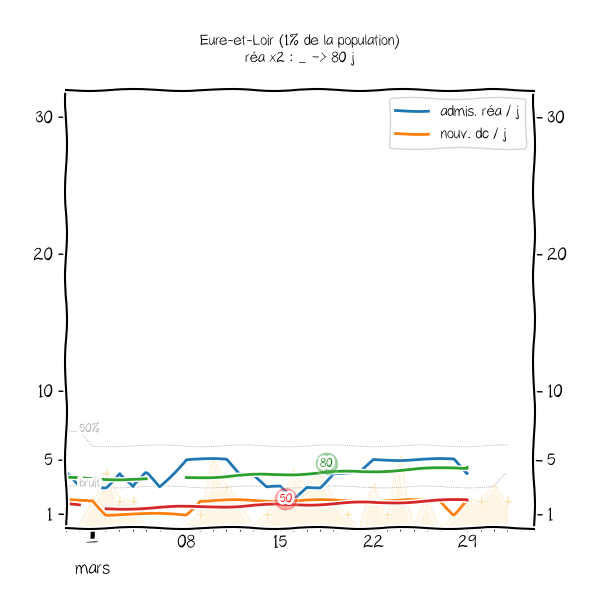 Eure-et-Loir (1% de la population)
réa x2 : _ -> 80 j
admis. réa / j
nouv. dc / j
30 30
20 20
10 10
50%
5 5
80
bruit
50
1 1
1 08 15 22 29
mars